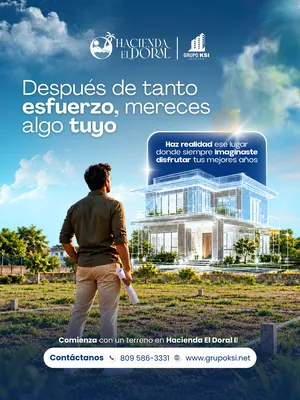 HACIENDA
EL DORAL
GRUPO KSI
Después de tanto
esfuerzo, mereces
algo tuyo
Haz realidad ese lugar
donde siempre imaginaste
disfrutar tus mejores años
Comienza con un terreno en Hacienda El Doral II
Contáctanos 809 586-3331 www.grupoksi.net